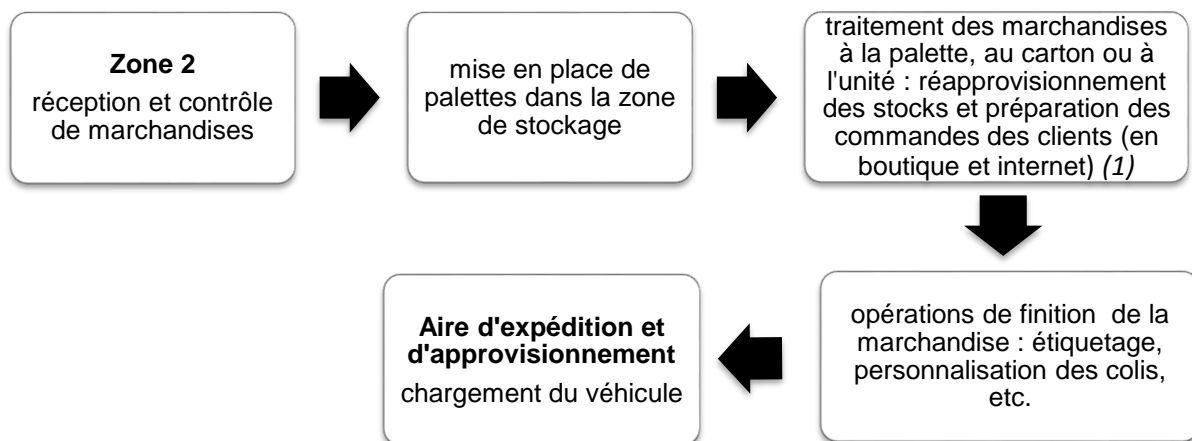 Zone 2
réception et contrôle
de marchandises
mise en place de
palettes dans la zone
de stockage
traitement des marchandises
à la palette, au carton ou à
l'unité : réapprovisionnement
des stocks et préparation des
commandes des clients (en
boutique et internet) (1)
opérations de finition de la
marchandise : étiquetage,
personnalisation des colis,
etc.
Aire d'expédition et
d'approvisionnement
chargement du véhicule